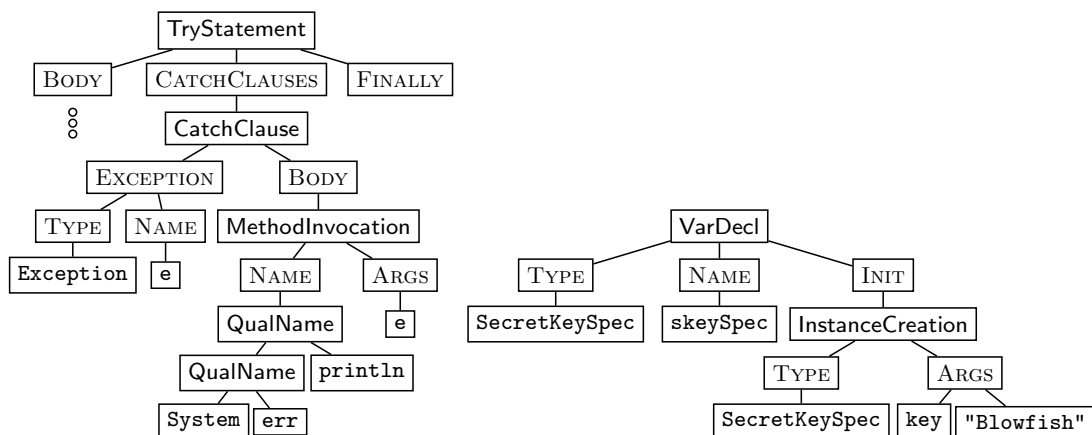 TryStatement
BODY CATCHCLAUSES FINALLY
CatchClause
EXCEPTION BODY
TYPE NAME MethodInvocation
Exception e NAME ARGS
QualName e
QualName println
System err
VarDecl
TYPE NAME INIT
SecretKeySpec skeySpec InstanceCreation
TYPE ARGS
SecretKeySpec key "Blowfish"